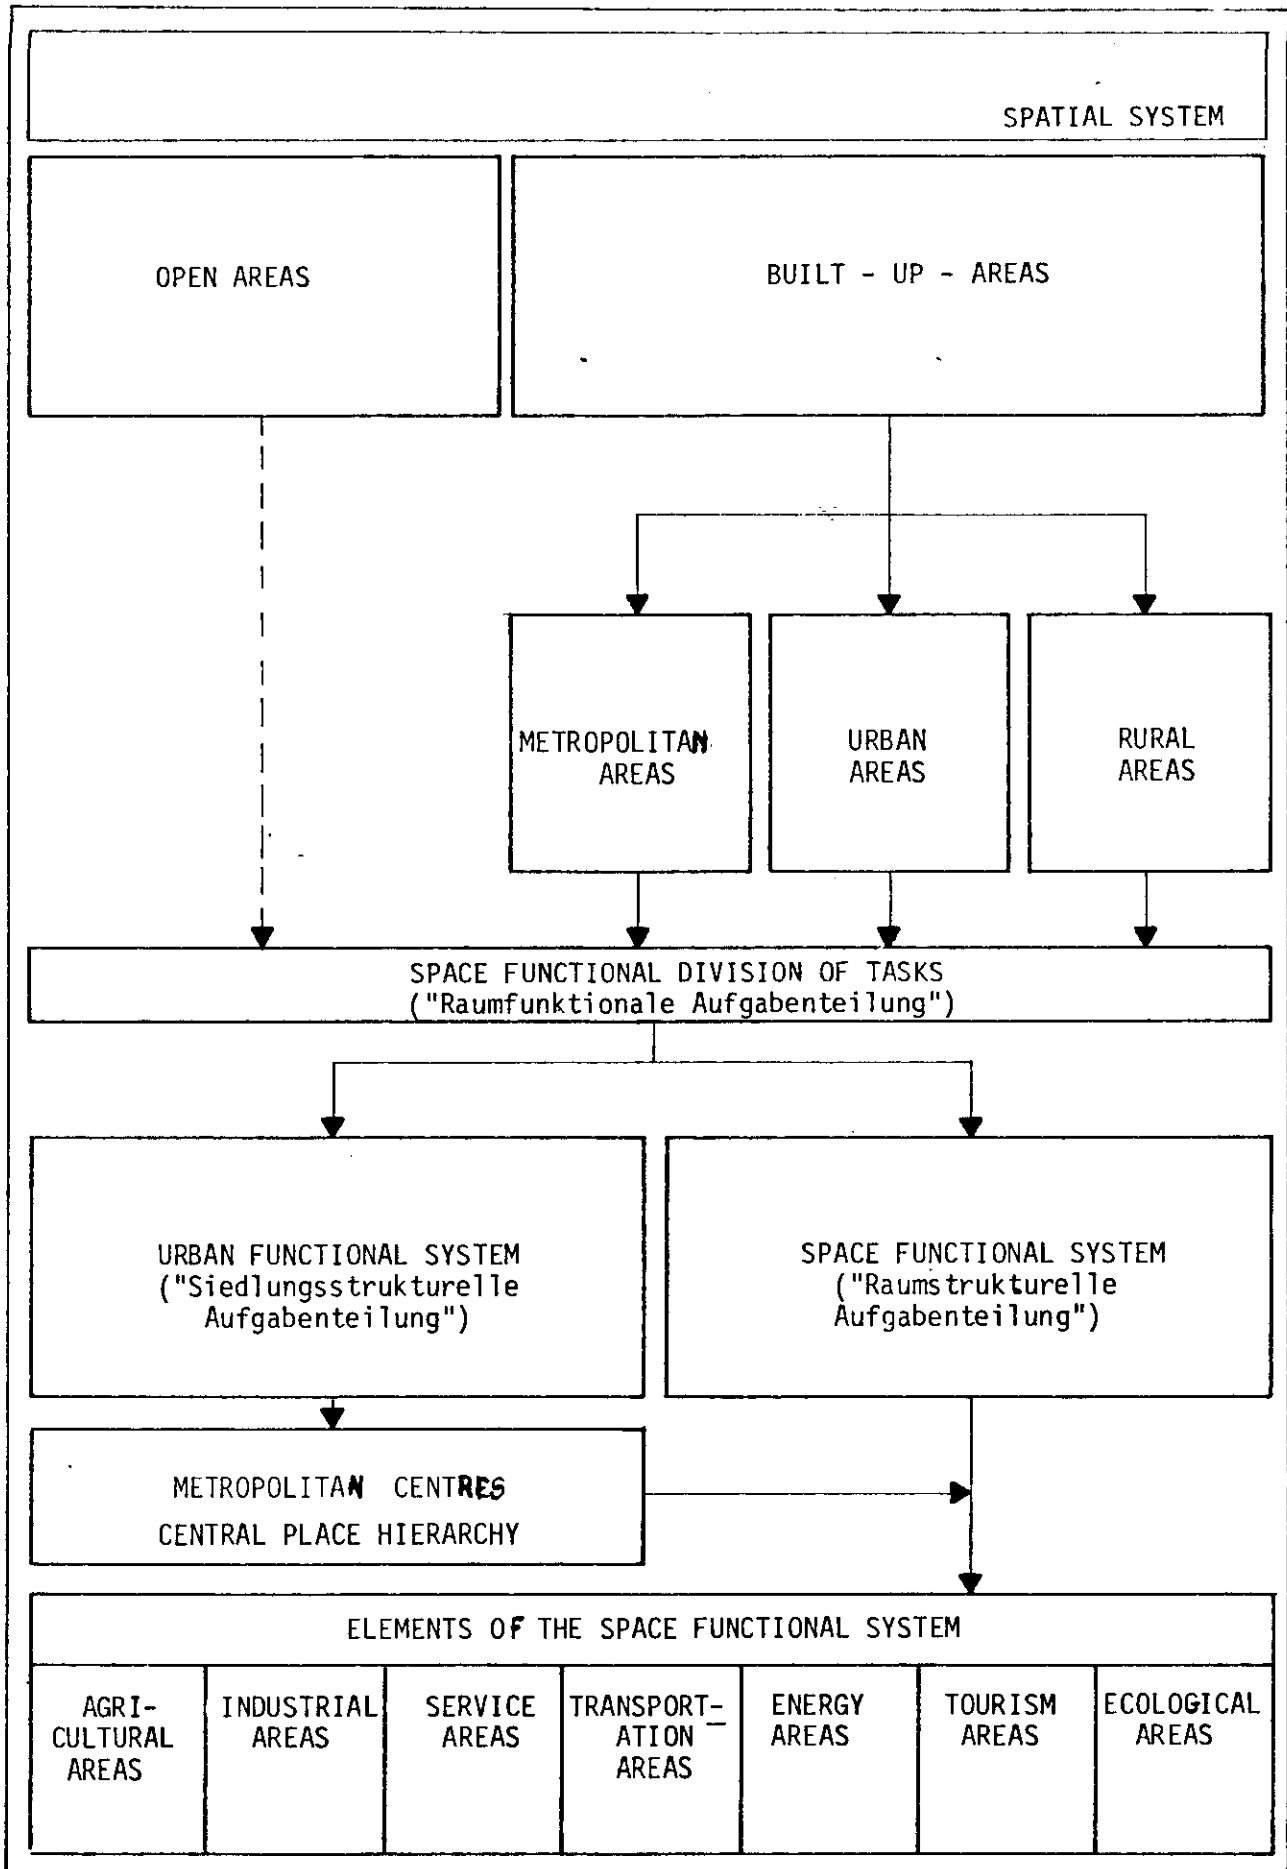 SPATIAL SYSTEM
OPEN AREAS
BUILT - UP - AREAS
METROPOLITAN
AREAS
URBAN
AREAS
RURAL
AREAS
SPACE FUNCTIONAL DIVISION OF TASKS
("Raumfunktionale Aufgabenteilung")
URBAN FUNCTIONAL SYSTEM
("Siedlungsstrukturelle
Aufgabenteilung")
SPACE FUNCTIONAL SYSTEM
("Raumstrukturelle
Aufgabenteilung")
METROPOLITAN CENTRES
CENTRAL PLACE HIERARCHY
ELEMENTS OF THE SPACE FUNCTIONAL SYSTEM
AGRI-
CULTURAL
AREAS
INDUSTRIAL
AREAS
SERVICE
AREAS
TRANSPORT-
ATION
AREAS
ENERGY
AREAS
TOURISM
AREAS
ECOLOGICAL
AREAS